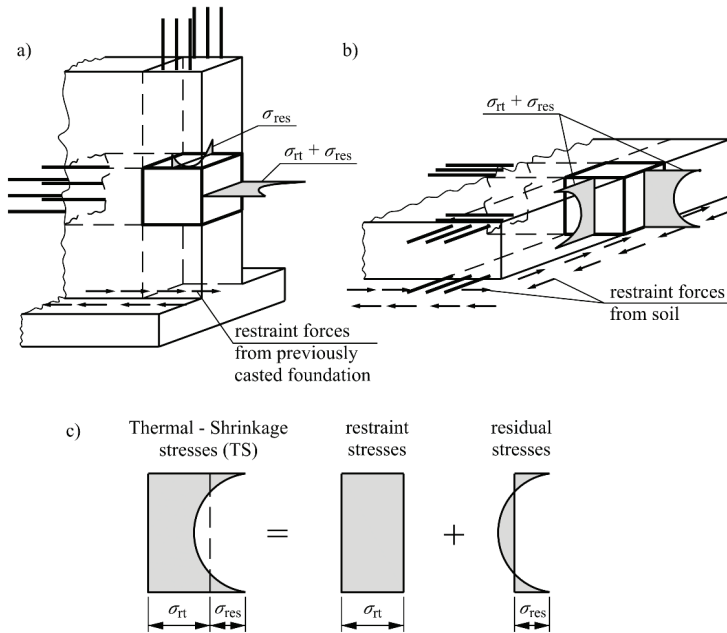 a)
σres
σrt + σres
restraint forces
from previously
casted foundation
b)
σrt + σres
restraint forces
from soil
c)
Thermal - Shrinkage
stresses (TS)
restraint
stresses
residual
stresses
=
+
σrt
σres
σrt
σres